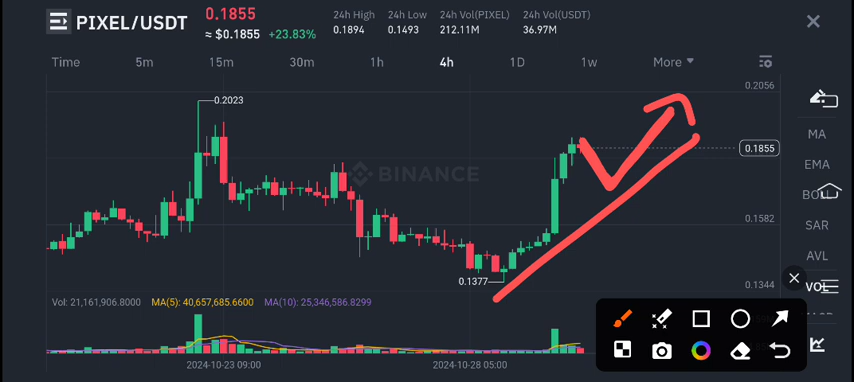 PIXEL/USDT
0.1855
≈ $0.1855 +23.83%
24h High
0.1894
24h Low
0.1493
24h Vol(PIXEL)
212.11M
24h Vol(USDT)
36.97M
Time 5m 15m 30m 1h 4h 1D 1w More
0.2056
0.2023
0.1855
BINANCE
0.1582
0.1377
0.1344
MA
EMA
BOLL
SAR
AVL
VOL
Vol: 21,161,906.8000 MA(5): 40,657,685.6600 MA(10): 25,346,586.8299
2024-10-23 09:00 2024-10-28 05:00